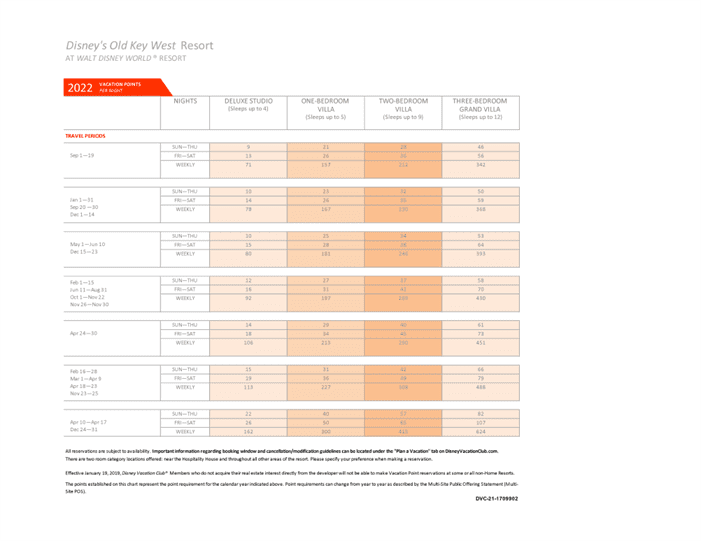 Disney's Old Key West Resort
AT WALT DISNEY WORLD ® RESORT
2022 VACATION POINTS PER NIGHT
NIGHTS DELUXE STUDIO (Sleeps up to 4) ONE-BEDROOM VILLA (Sleeps up to 5) TWO-BEDROOM VILLA (Sleeps up to 9) THREE-BEDROOM GRAND VILLA (Sleeps up to 12)
TRAVEL PERIODS
SUN—THU 9 21 29 46
Sep 1—19 FRI—SAT 13 26 56
WEEKLY 71 157 342
SUN—THU 10 23 32 50
Jan 1—31 FRI—SAT 14 26 59
Sep 20—30 WEEKLY 78 167 368
Dec 1—14
SUN—THU 10 25 34 53
May 1—Jun 10 FRI—SAT 15 28 64
Dec 15—23 WEEKLY 80 181 393
SUN—THU 12 27 37 58
Feb 1—15 FRI—SAT 16 31 70
Jun 11—Aug 31 WEEKLY 92 197 430
Oct 1—Nov 22
Nov 26—Nov 30
SUN—THU 14 29 40 61
Apr 24—30 FRI—SAT 18 34 73
WEEKLY 106 213 451
SUN—THU 15 31 42 66
Feb 16—28 FRI—SAT 19 36 79
Mar 1—Apr 9 WEEKLY 113 227 488
Apr 18—23
Nov 23—25
SUN—THU 22 40 57 82
Apr 10—Apr 17 FRI—SAT 26 50 107
Dec 24—31 WEEKLY 162 300 624
All reservations are subject to availability. Important information regarding booking window and cancellation/modification guidelines can be located under the "Plan a Vacation" tab on DisneyVacationClub.com.
There are two room category locations offered: near the Hospitality House and throughout all other areas of the resort. Please specify your preference when making a reservation.
Effective January 19, 2019, Disney Vacation Club® Members who do not acquire their real estate interest directly from the developer will not be able to make Vacation Point reservations at some or all non-Home Resorts.
The points established on this chart represent the point requirement for the calendar year indicated above. Point requirements can change from year to year as described by the Multi-Site Public Offering Statement (Multi-
Site POS).
DVC-21-1709902